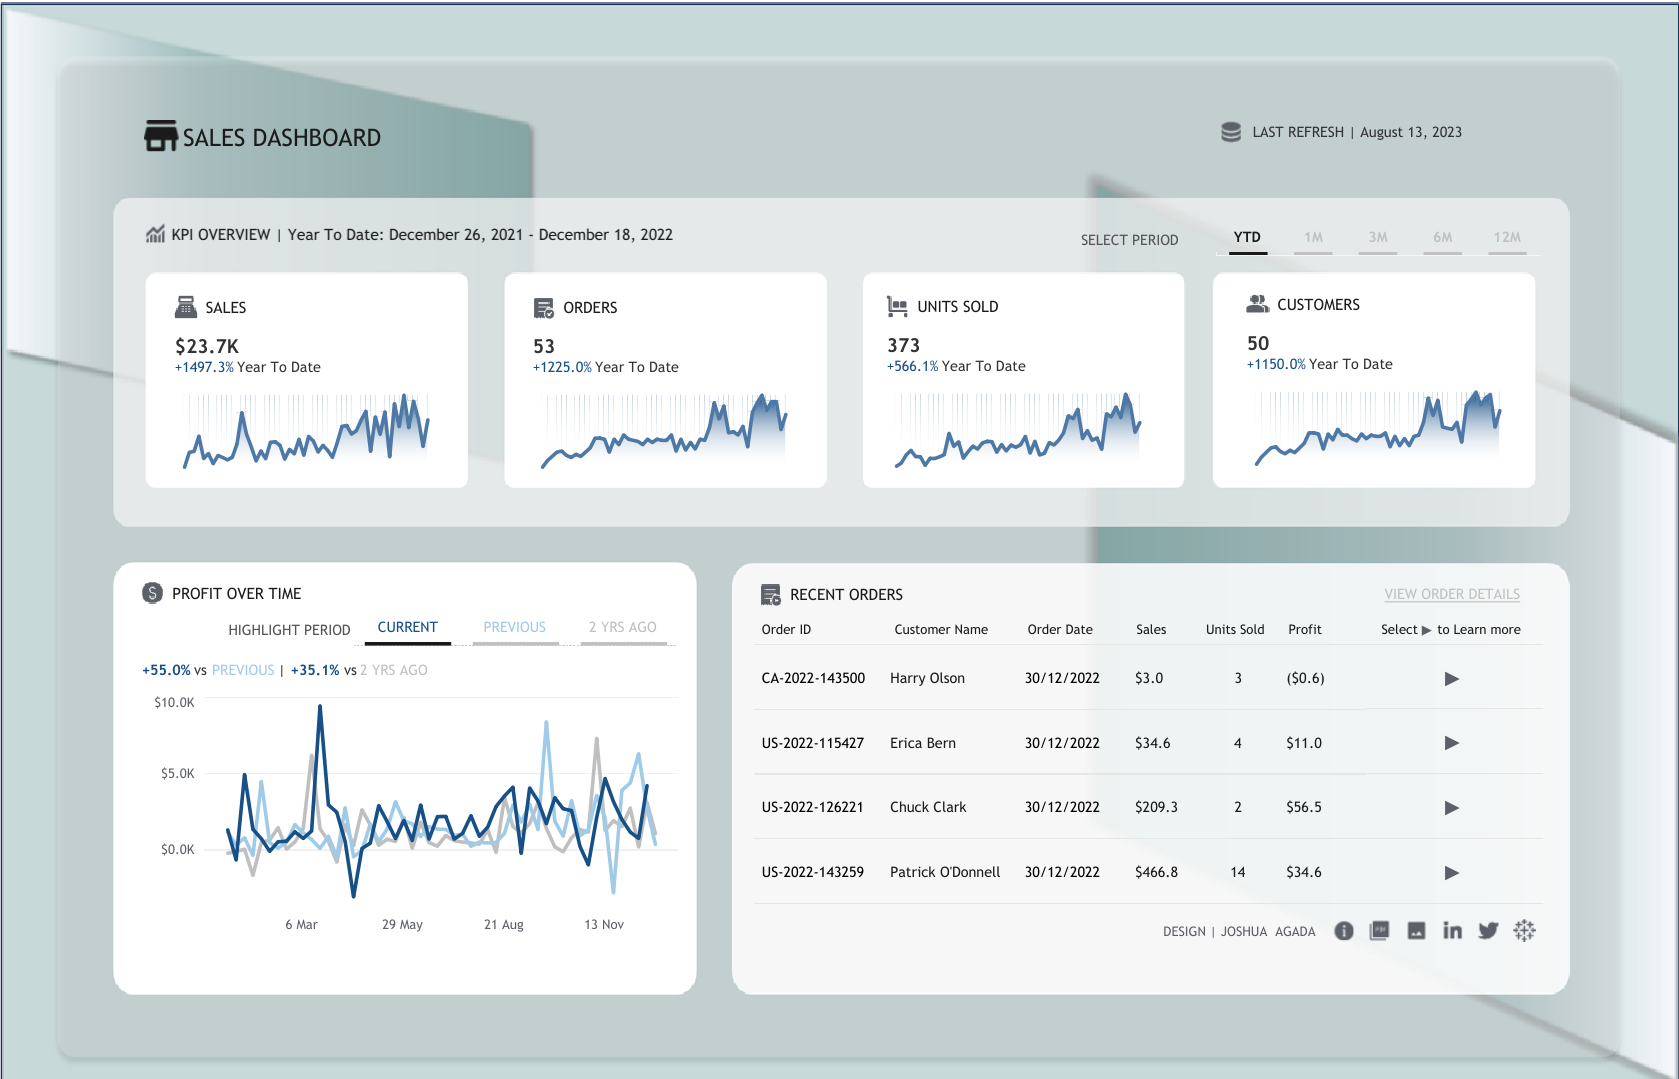 SALES DASHBOARD
LAST REFRESH | August 13, 2023
KPI OVERVIEW | Year To Date: December 26, 2021 - December 18, 2022
SELECT PERIOD YTD 1M 3M 6M 12M
SALES
$23.7K
+1497.3% Year To Date
ORDERS
53
+1225.0% Year To Date
UNITS SOLD
373
+566.1% Year To Date
CUSTOMERS
50
+1150.0% Year To Date
PROFIT OVER TIME
HIGHLIGHT PERIOD CURRENT PREVIOUS 2 YRS AGO
+55.0% vs PREVIOUS | +35.1% vs 2 YRS AGO
$10.0K
$5.0K
$0.0K
6 Mar 29 May 21 Aug 13 Nov
RECENT ORDERS
VIEW ORDER DETAILS
Order ID Customer Name Order Date Sales Units Sold Profit Select ▶ to Learn more
CA-2022-143500 Harry Olson 30/12/2022 $3.0 3 ($0.6) ▶
US-2022-115427 Erica Bern 30/12/2022 $34.6 4 $11.0 ▶
US-2022-126221 Chuck Clark 30/12/2022 $209.3 2 $56.5 ▶
US-2022-143259 Patrick O'Donnell 30/12/2022 $466.8 14 $34.6 ▶
DESIGN | JOSHUA AGADA